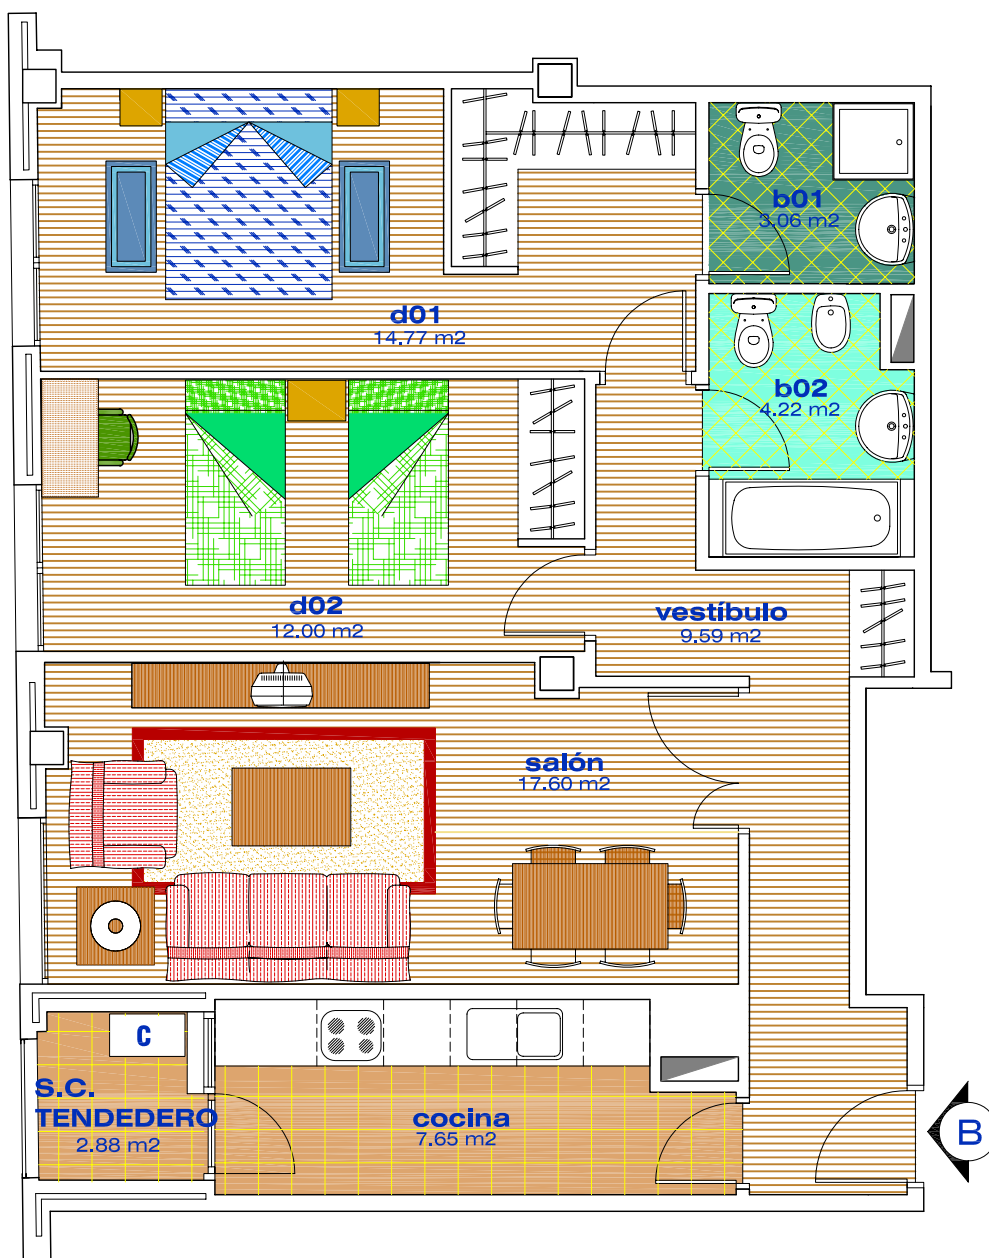 b01
3.06 m2
d01
14.77 m2
b02
4.22 m2
d02
12.00 m2
vestíbulo
9.59 m2
salón
17.60 m2
C
S.C.
TENDEDERO
2.88 m2
cocina
7.65 m2
B